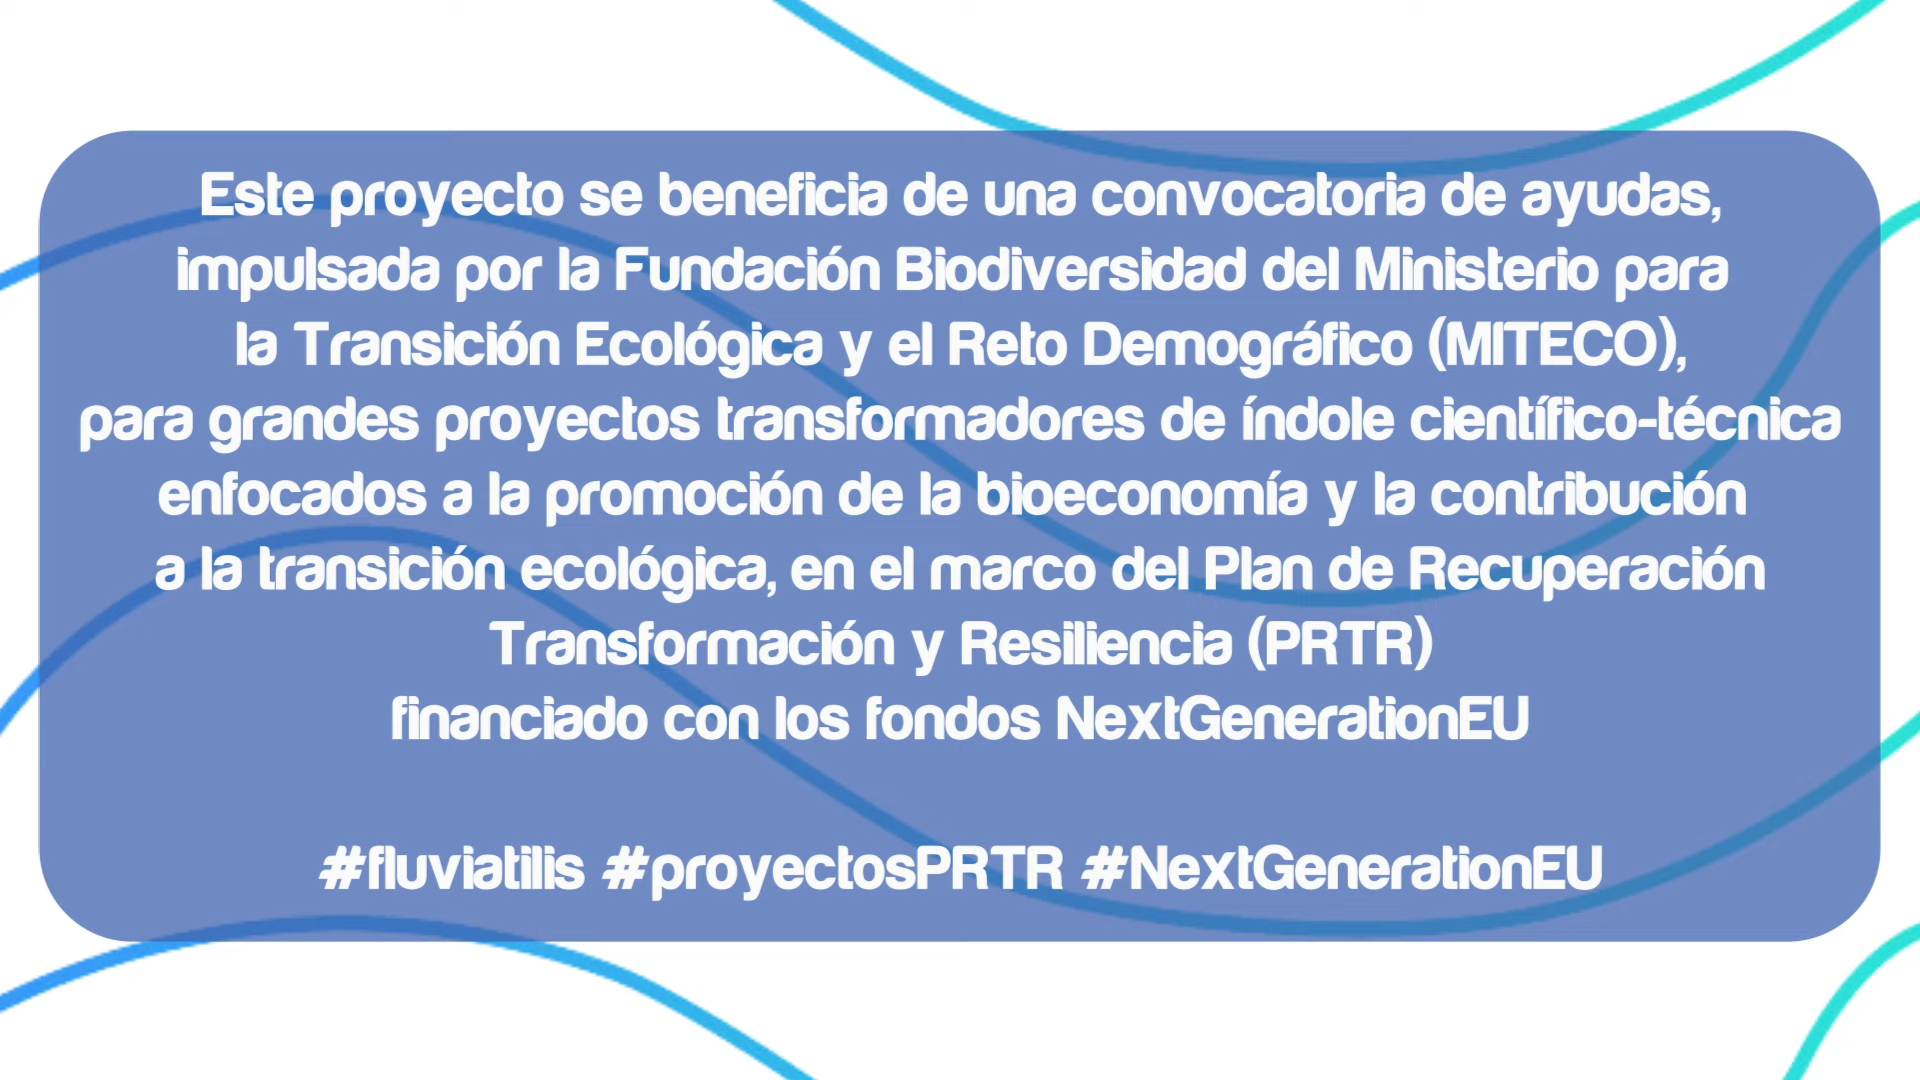 Este proyecto se beneficia de una convocatoria de ayudas,
impulsada por la Fundación Biodiversidad del Ministerio para
la Transición Ecológica y el Reto Demográfico (MITECO),
para grandes proyectos transformadores de índole científico-técnica
enfocados a la promoción de la bioeconomía y la contribución
a la transición ecológica, en el marco del Plan de Recuperación
Transformación y Resiliencia (PRTR)
financiado con los fondos NextGenerationEU
#fluviatilis #proyectosPRTR #NextGenerationEU